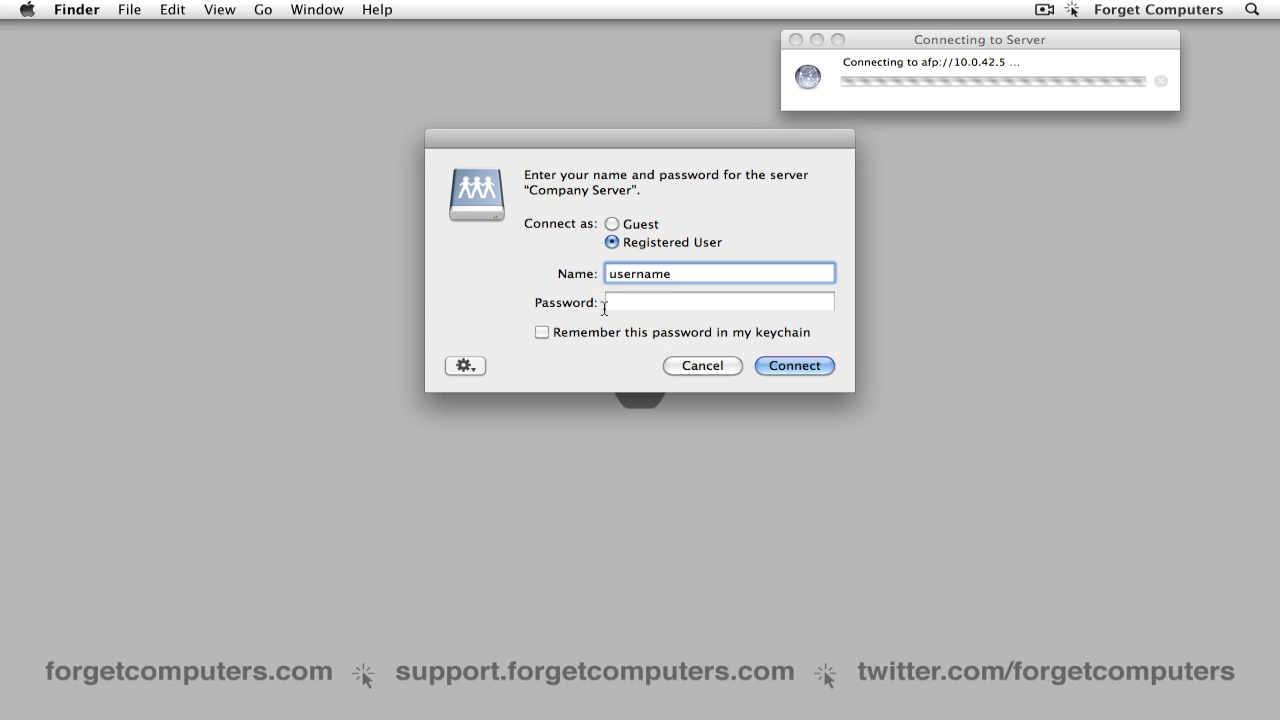 Finder File Edit View Go Window Help Forget Computers
Connecting to Server
Connecting to afp://10.0.42.5 ...
Enter your name and password for the server
“Company Server”.
Connect as: Guest
Registered User
Name: username
Password:
Remember this password in my keychain
Cancel Connect
forgetcomputers.com support.forgetcomputers.com twitter.com/forgetcomputers